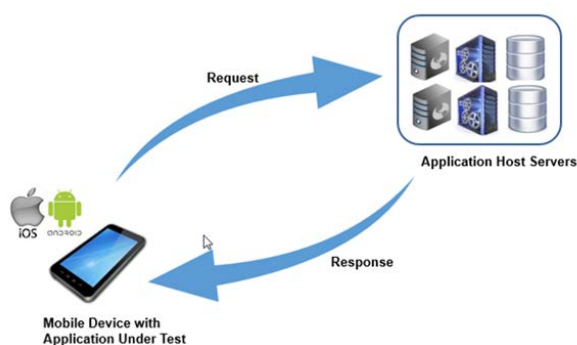 Request
Application Host Servers
iOS
ANDROID
Response
Mobile Device with
Application Under Test